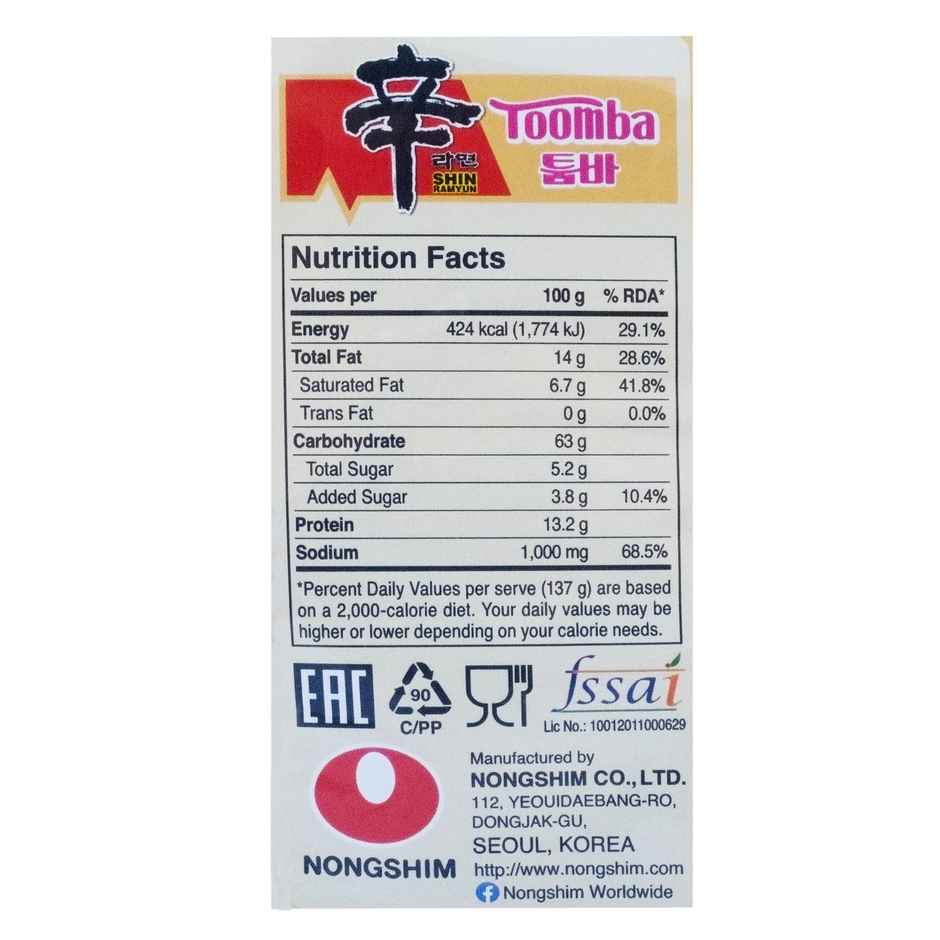 辛
라면
SHIN
RAMYUN
Toomba
툼바
Nutrition Facts
Values per 100 g % RDA*
Energy 424 kcal (1,774 kJ) 29.1%
Total Fat 14 g 28.6%
Saturated Fat 6.7 g 41.8%
Trans Fat 0 g 0.0%
Carbohydrate 63 g
Total Sugar 5.2 g
Added Sugar 3.8 g 10.4%
Protein 13.2 g
Sodium 1,000 mg 68.5%
*Percent Daily Values per serve (137 g) are based
on a 2,000-calorie diet. Your daily values may be
higher or lower depending on your calorie needs.
EAC
90
C/PP
fssai
Lic No.: 10012011000629
NONGSHIM
Manufactured by
NONGSHIM CO., LTD.
112, YEOUIDAEBANG-RO,
DONGJAK-GU,
SEOUL, KOREA
http://www.nongshim.com
Nongshim Worldwide